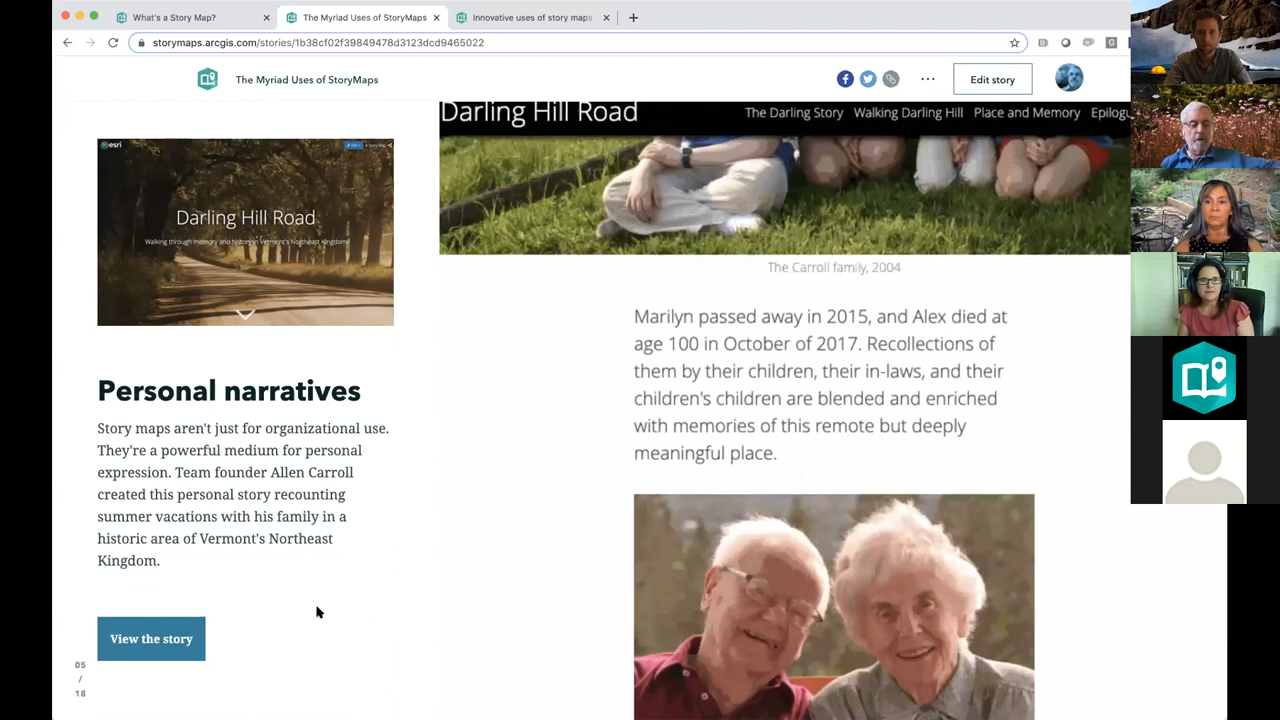 What's a Story Map?
The Myriad Uses of StoryMaps
Innovative uses of story maps
storymaps.arcgis.com/stories/1b38cf02f39849478d3123dcd9465022
The Myriad Uses of StoryMaps
Edit story
esri
Darling Hill Road
Walking through memory and history in Vermont's Northeast Kingdom
Personal narratives
Story maps aren't just for organizational use.
They're a powerful medium for personal
expression. Team founder Allen Carroll
created this personal story recounting
summer vacations with his family in a
historic area of Vermont's Northeast
Kingdom.
View the story
05
/
18
Darling Hill Road
The Darling Story Walking Darling Hill Place and Memory Epilogu
The Carroll family, 2004
Marilyn passed away in 2015, and Alex died at
age 100 in October of 2017. Recollections of
them by their children, their in-laws, and their
children's children are blended and enriched
with memories of this remote but deeply
meaningful place.